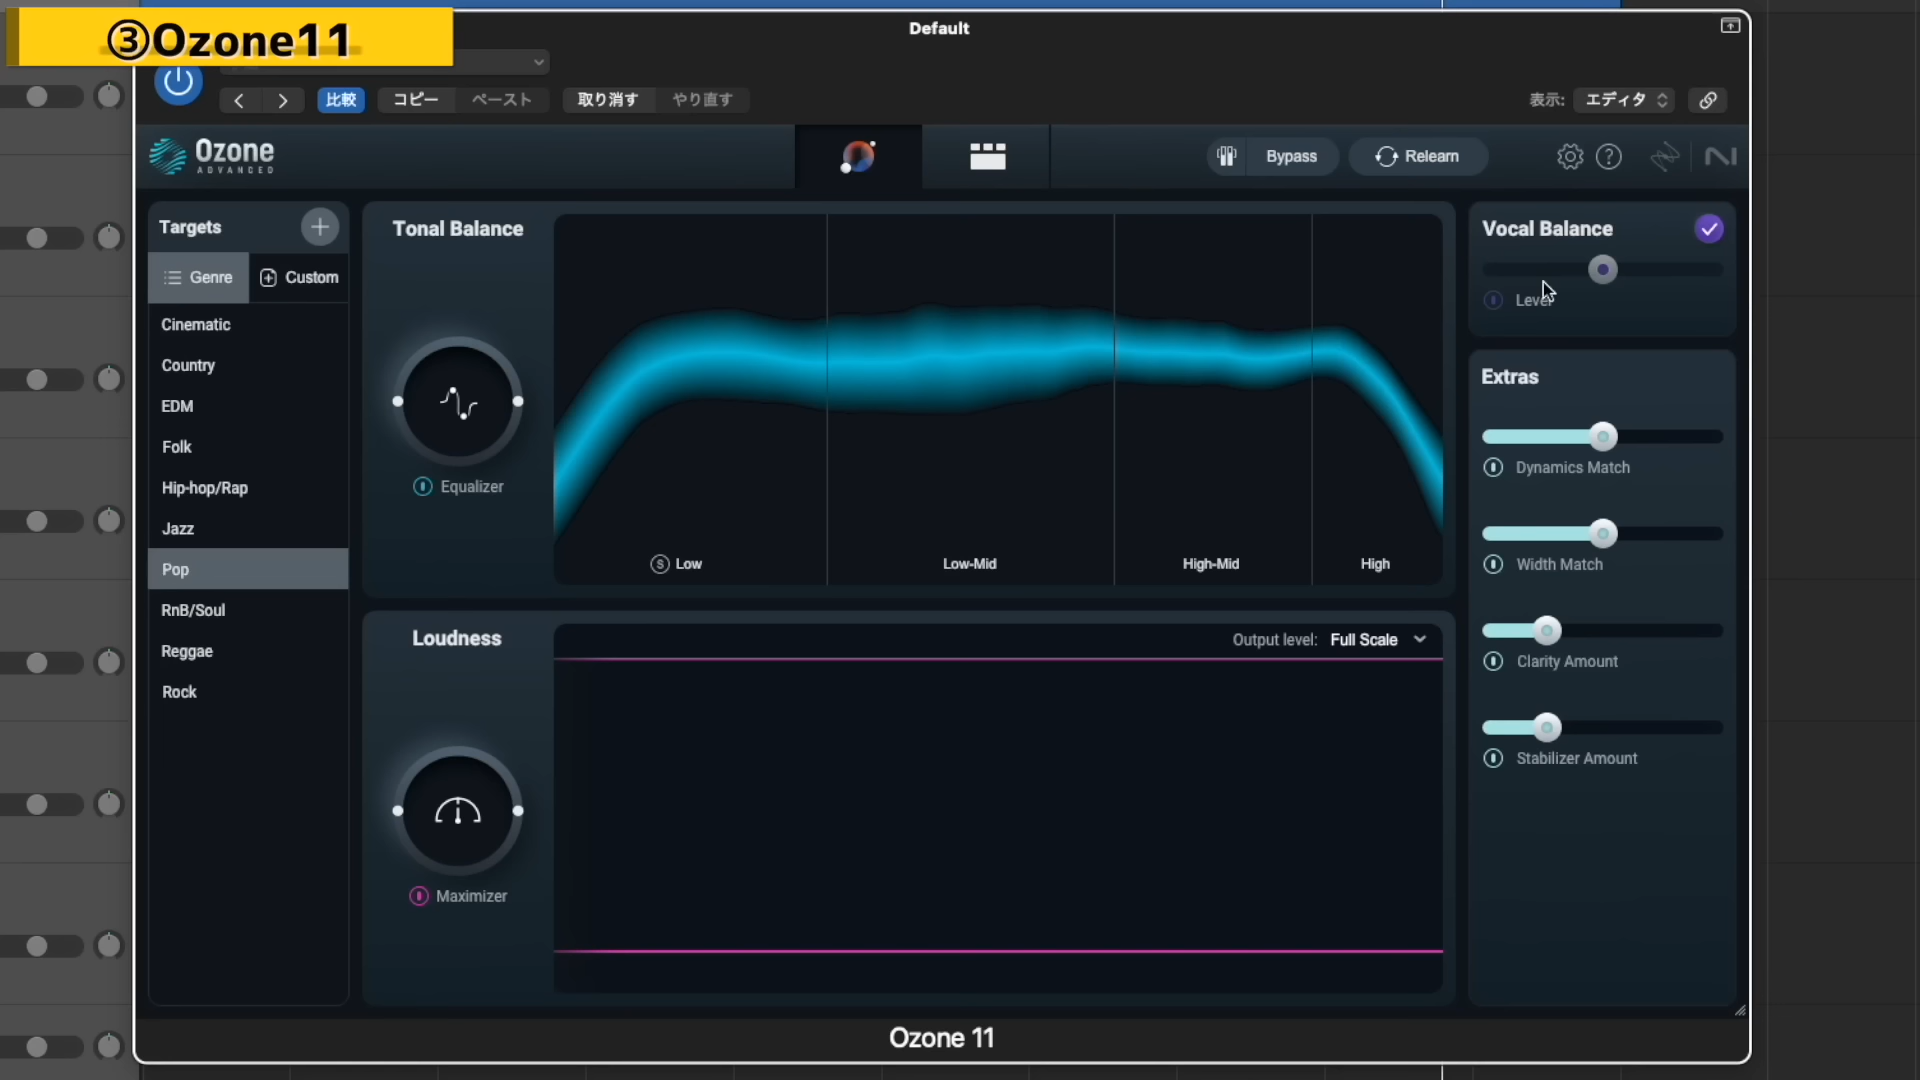 ③Ozone11
Default
比較
コピー
ペースト
取り消す
やり直す
表示:
エディタ
Ozone
ADVANCED
Bypass
Relearn
Targets
Genre
Custom
Cinematic
Country
EDM
Folk
Hip-hop/Rap
Jazz
Pop
RnB/Soul
Reggae
Rock
Tonal Balance
Equalizer
S Low
Low-Mid
High-Mid
High
Loudness
Output level: Full Scale
Maximizer
Vocal Balance
Level
Extras
Dynamics Match
Width Match
Clarity Amount
Stabilizer Amount
Ozone 11